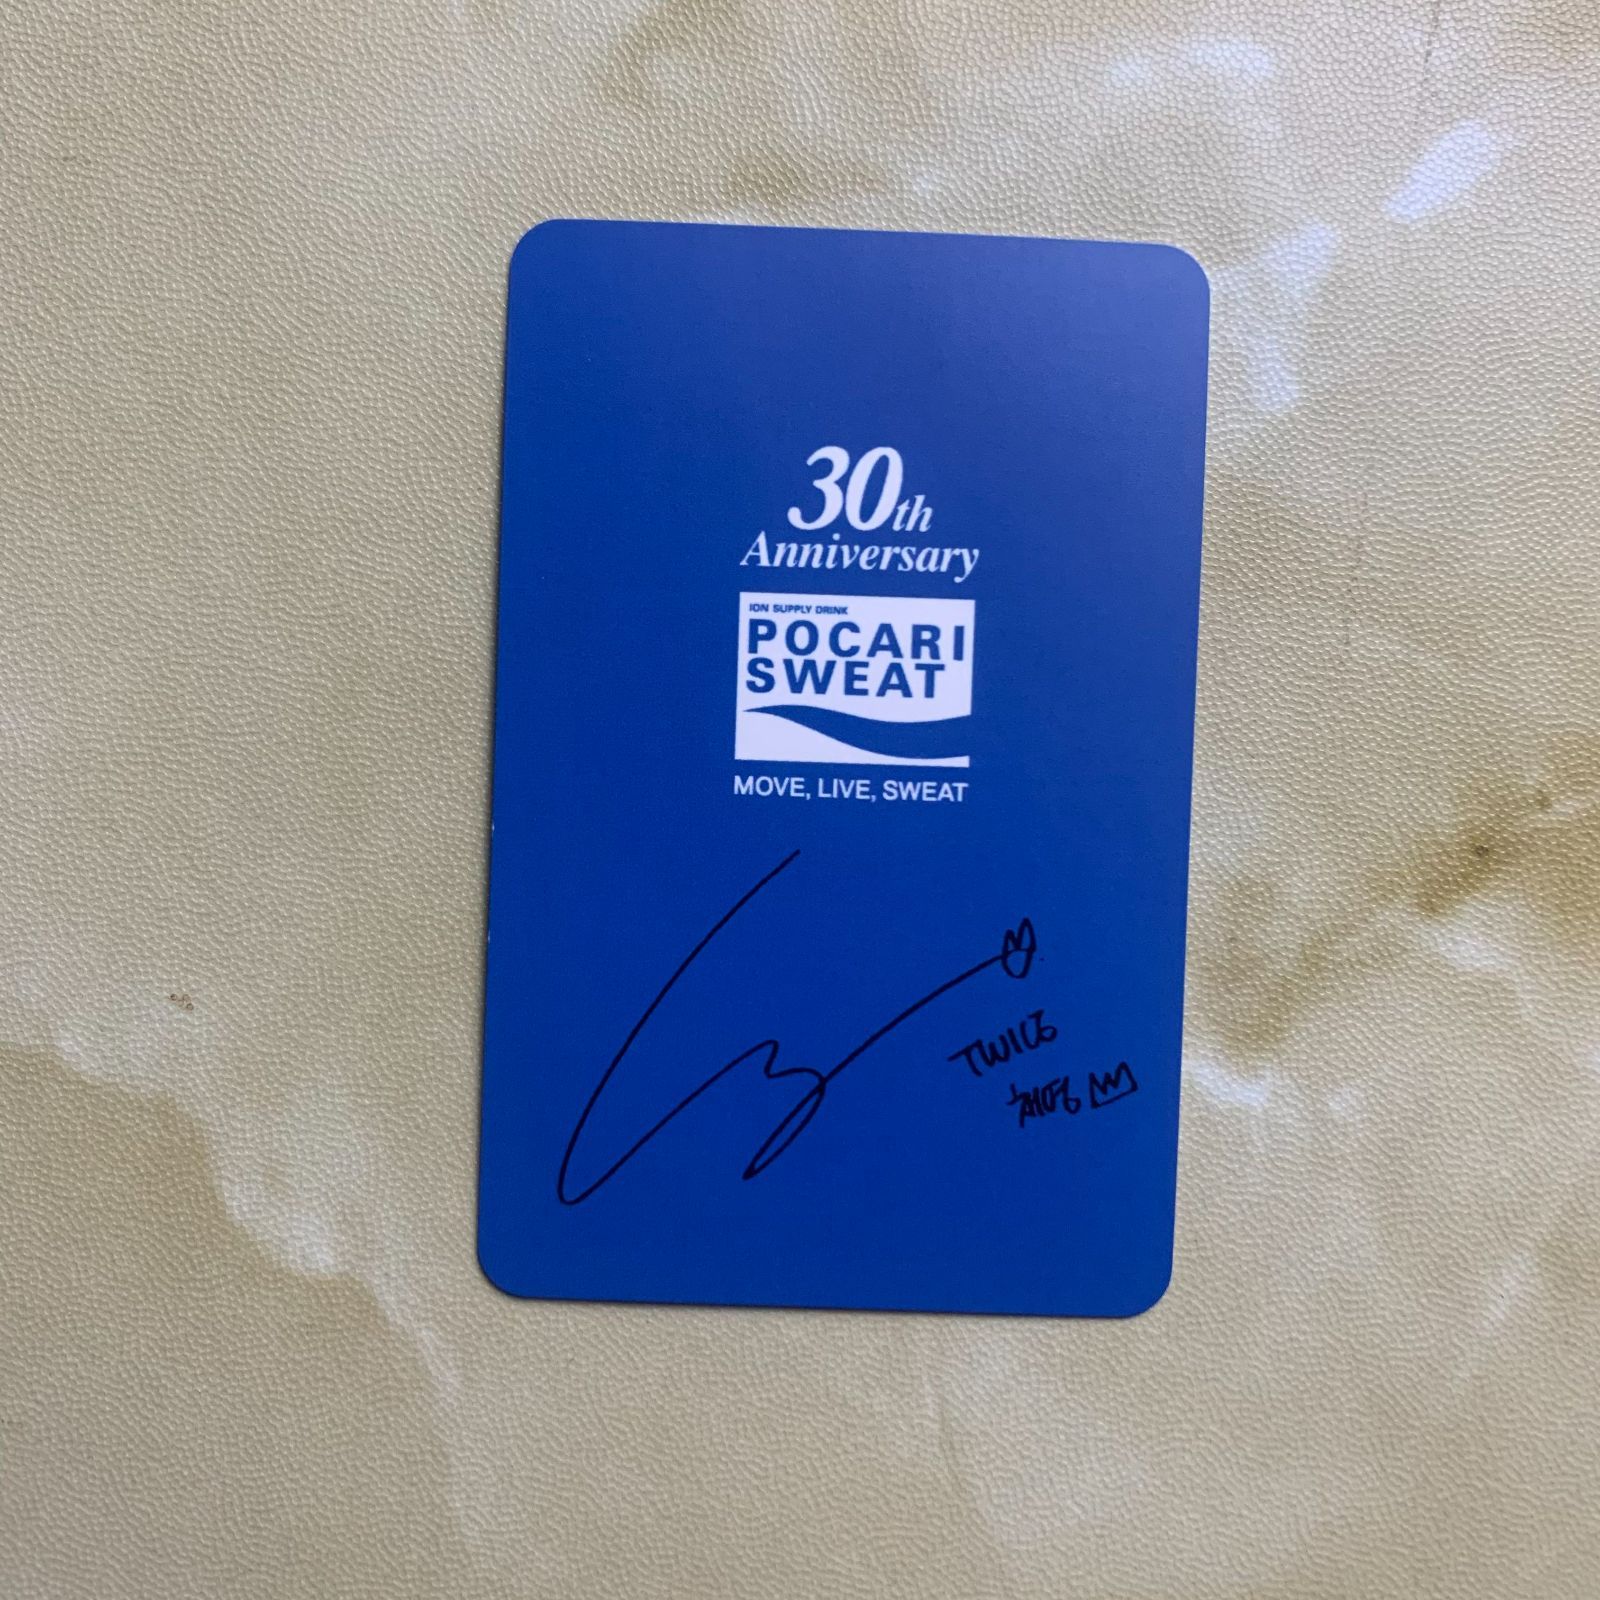 30th
Anniversary
ION SUPPLY DRINK
POCARI
SWEAT
MOVE, LIVE, SWEAT
TWICE
채영